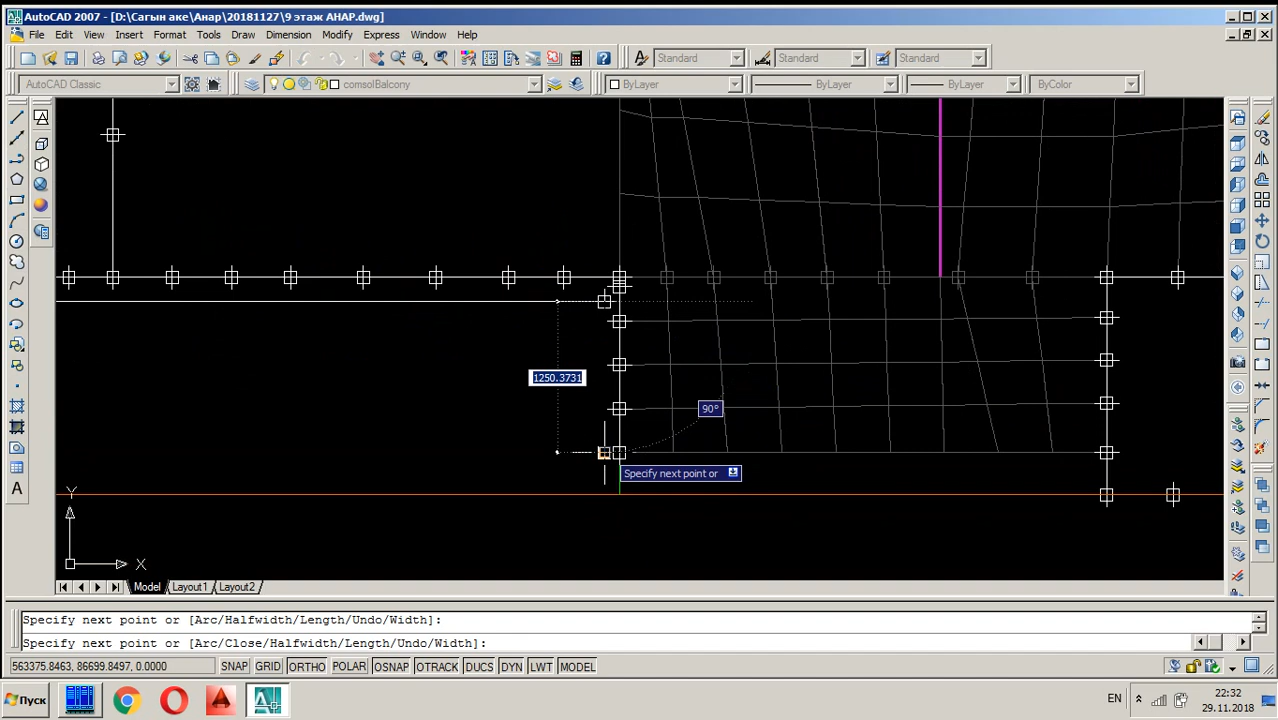 AutoCAD 2007 - [D:\Сагын аке\Анар\20181127\9 этаж АНАР.dwg]
File Edit View Insert Format Tools Draw Dimension Modify Express Window Help
Standard Standard Standard
AutoCAD Classic comsolBalcony ByLayer ByLayer ByLayer ByColor
1250.3731
90°
Specify next point or
Y
X
Model Layout1 Layout2
Specify next point or [Arc/Halfwidth/Length/Undo/Width]:
Specify next point or [Arc/Close/Halfwidth/Length/Undo/Width]:
563375.8463, 86699.8497, 0.0000 SNAP GRID ORTHO POLAR OSNAP OTRACK DUCS DYN LWT MODEL
Пуск EN 22:32
29.11.2018